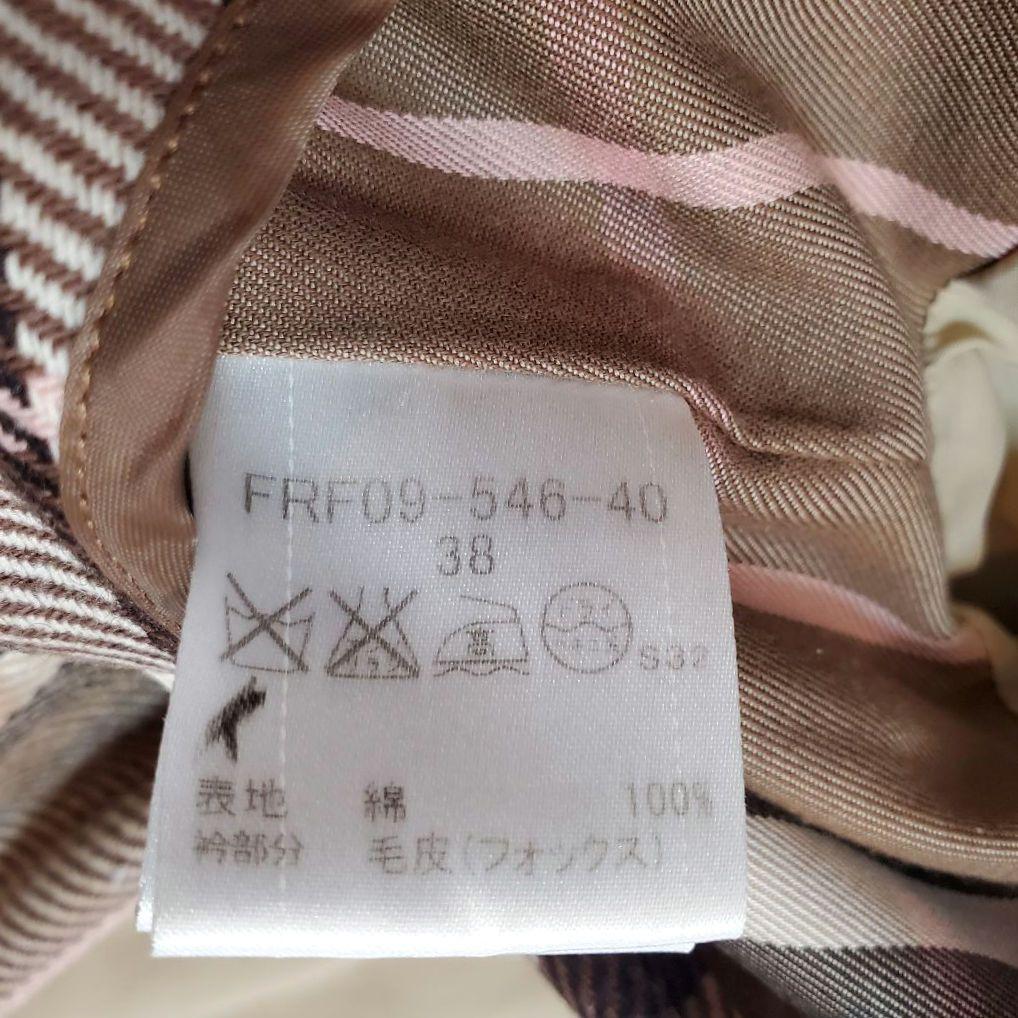 FRF09-546-40
38
高 S32
表地 綿 100%
衿部分 毛皮(フォックス)